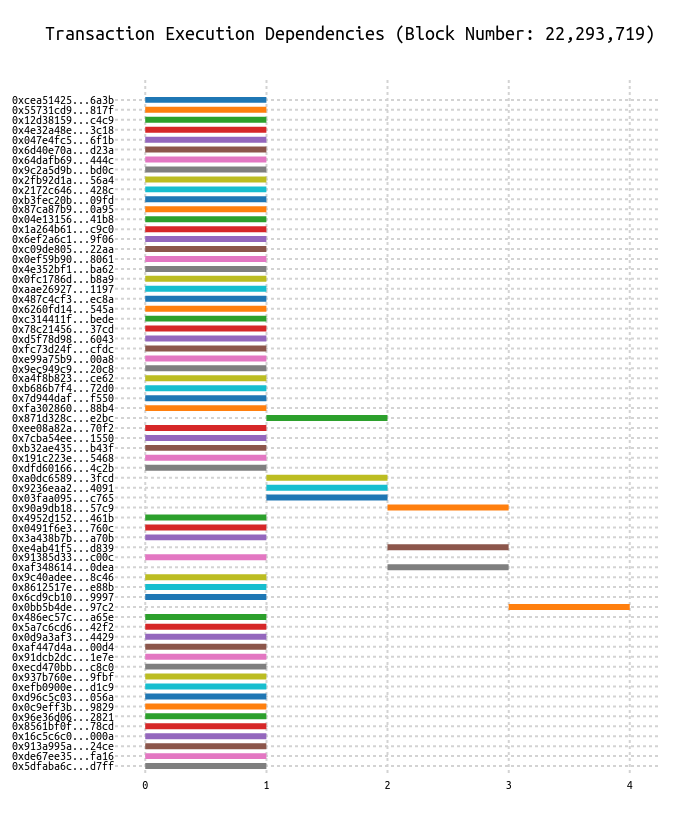 Transaction Execution Dependencies (Block Number: 22,293,719)
0xcea51425...6a3b
0x55731cd9...817f
0x12d38159...c4c9
0x4e32a48e...3c18
0x047e4fc5...6f1b
0x6d40e70a...d23a
0x64dafb69...444c
0x9c2a5d9b...bd0c
0x2fb92d1a...56a4
0x2172c646...428c
0xb3fec20b...09fd
0x87ca87b9...0a95
0x04e13156...41b8
0x1a264b61...c9c0
0x6ef2a6c1...9f06
0xc09de805...22aa
0x0ef59b90...8061
0x4e352bf1...ba62
0x0fc1786d...b8a9
0xaae26927...1197
0x487c4cf3...ec8a
0x6260fd14...545a
0xc314411f...bede
0x78c21456...37cd
0xd5f78d98...6043
0xfc73d24f...cfdc
0xe99a75b9...00a8
0x9ec949c9...20c8
0xa4f8b823...ce62
0xb686b7f4...72d0
0x7d944daf...f550
0xfa302860...88b4
0x871d328c...e2bc
0xee08a82a...70f2
0x7cba54ee...1550
0xb32ae435...b43f
0x191c223e...5468
0xdfd60166...4c2b
0xa0dc6589...3fcd
0x9236eaa2...4091
0x03faa095...c765
0x90a9db18...57c9
0x4952d152...461b
0x0491f6e3...760c
0x3a438b7b...a70b
0xe4ab41f5...d839
0x91385d33...c00c
0xaf348614...0dea
0x9c40adee...8c46
0x8612517e...e88b
0x6cd9cb10...9997
0x0bb5b4de...97c2
0x486ec57c...a65e
0x5a7c6cd6...42f2
0x0d9a3af3...4429
0xaf447d4a...00d4
0x91dcb2dc...1e7e
0xecd470bb...c8c0
0x937b760e...9fbf
0xefb0900e...d1c9
0xd96c5c03...056a
0x0c9eff3b...9829
0x96e36d06...2821
0x8561bf0f...78cd
0x16c5c6c0...000a
0x913a995a...24ce
0xde67ee35...fa16
0x5dfaba6c...d7ff
0 1 2 3 4